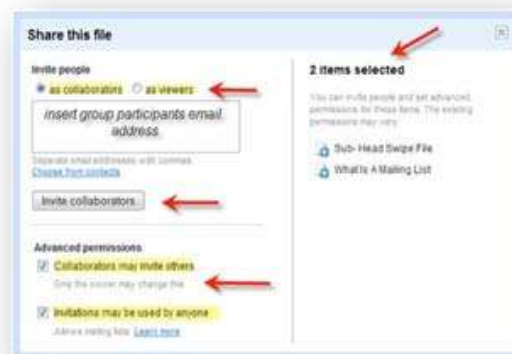 Share this file
Invite people
as collaborators as viewers
insert group participants email
address.
Separate email addresses with commas.
Choose from contacts
Invite collaborators
Advanced permissions
Collaborators may invite others
Only the owner may change this.
Invitations may be used by anyone
Allows mailing lists Learn more
2 items selected
You can invite people and set advanced
permissions for these items. The existing
permissions may vary.
Sub- Head Swipe File
What Is A Mailing List